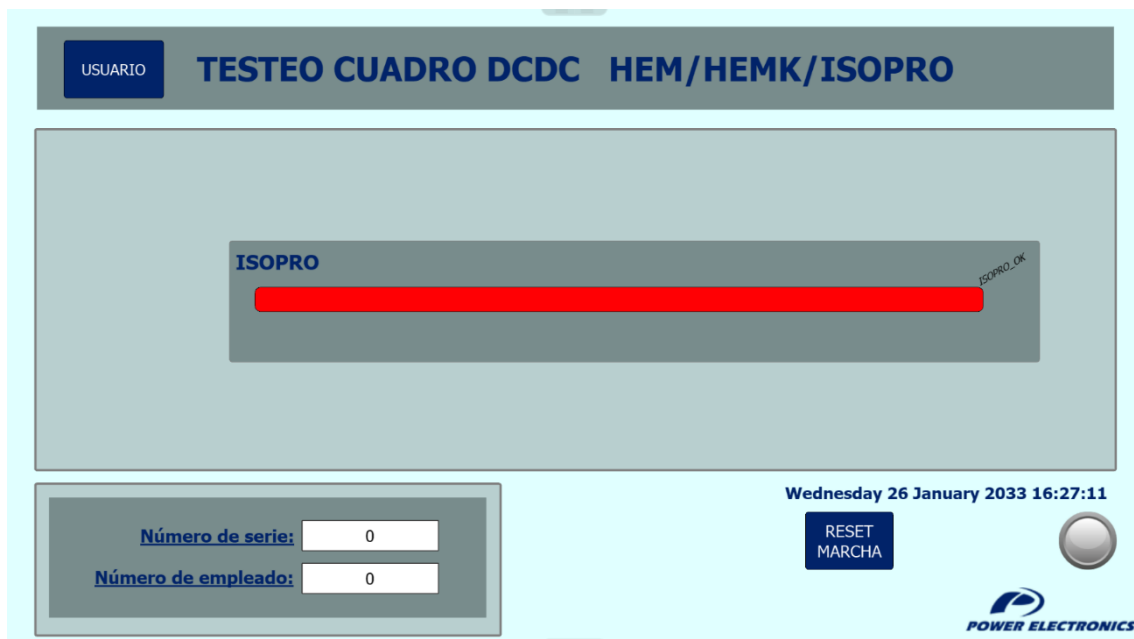 USUARIO
TESTEO CUADRO DCDC HEM/HEMK/ISOPRO
ISOPRO
ISOPRO_OK
Wednesday 26 January 2033 16:27:11
Número de serie: 0
RESET
MARCHA
Número de empleado: 0
POWER ELECTRONICS